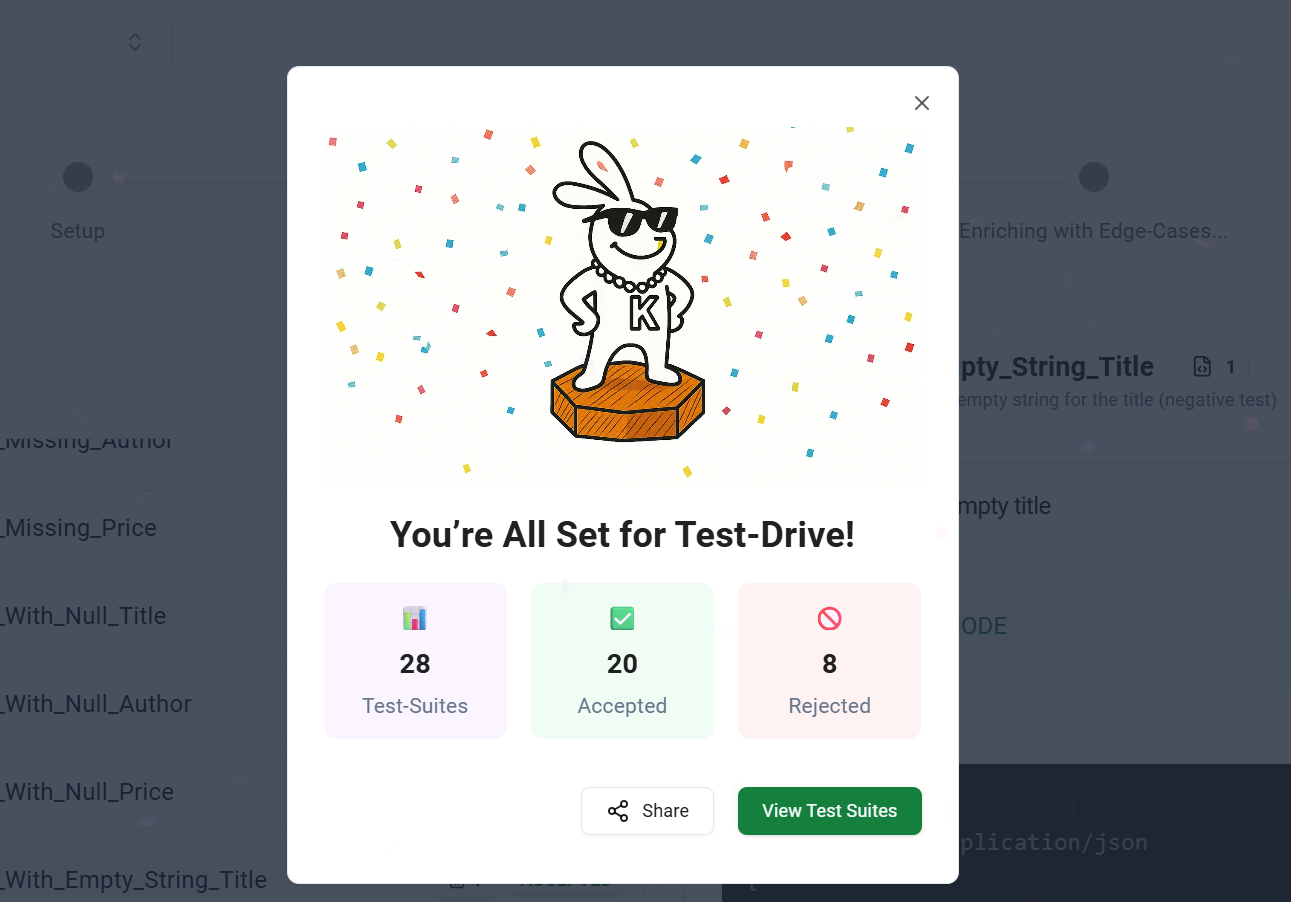 Setup
Enriching with Edge-Cases...
K
pty_String_Title
1
empty string for the title (negative test)
_Missing_Author
_Missing_Price
mpty title
You’re All Set for Test-Drive!
_With_Null_Title
ODE
28
20
8
_With_Null_Author
Test-Suites
Accepted
Rejected
_With_Null_Price
Share
View Test Suites
plication/json
_With_Empty_String_Title
{